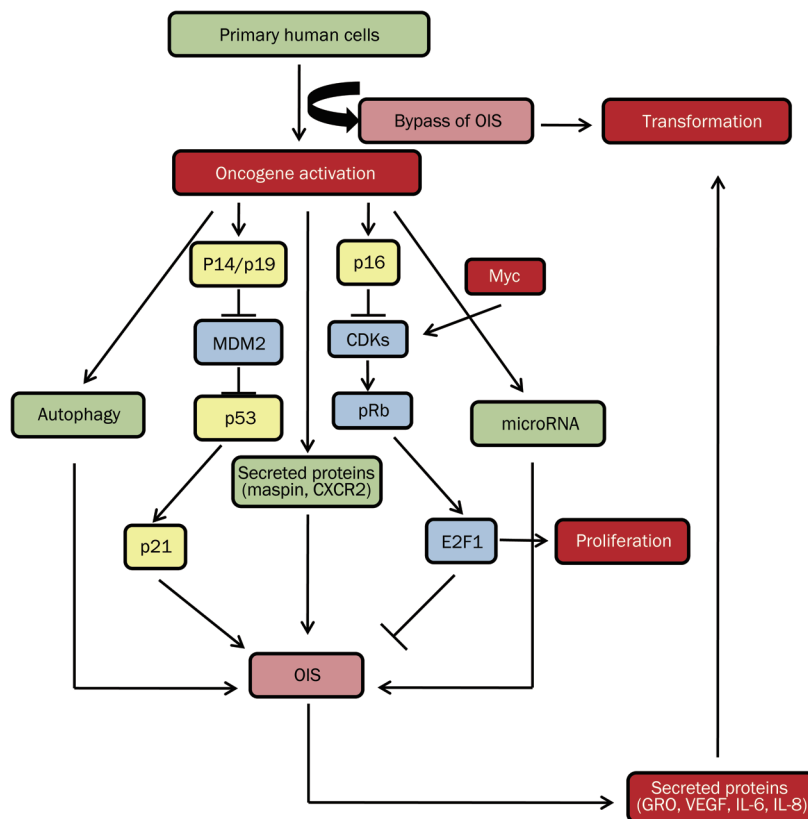 Primary human cells
Bypass of OIS
Transformation
Oncogene activation
P14/p19
p16
Myc
MDM2
CDKs
Autophagy
p53
pRb
microRNA
Secreted proteins
(maspin, CXCR2)
p21
E2F1
Proliferation
OIS
Secreted proteins
(GRO, VEGF, IL-6, IL-8)